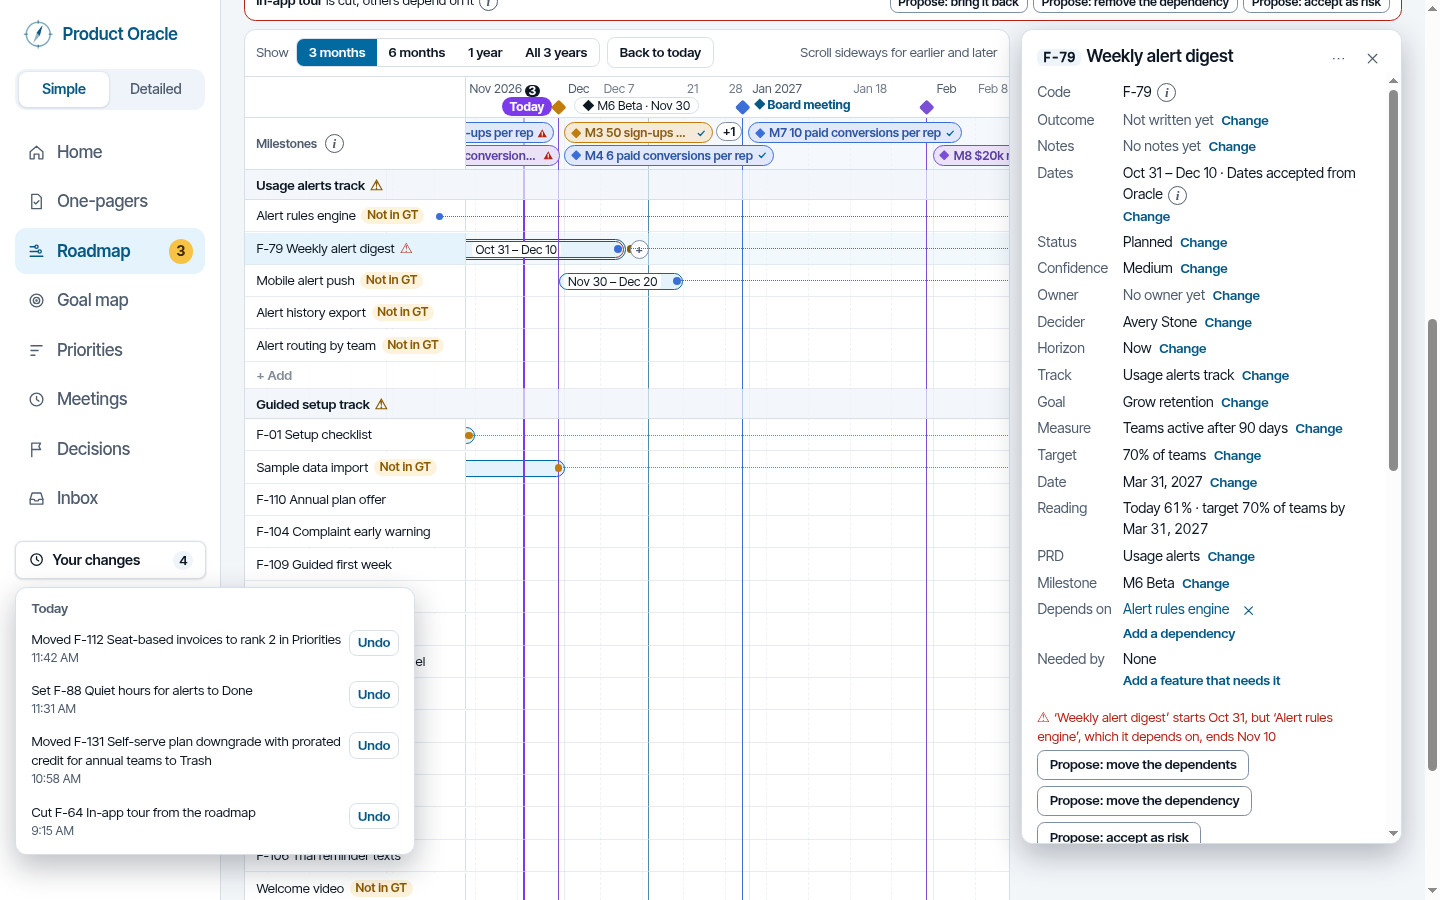 in-app tour is cut, others depend on it i
Propose: bring it back
Propose: remove the dependency
Propose: accept as risk
Product Oracle
Simple
Detailed
Home
One-pagers
Roadmap 3
Goal map
Priorities
Meetings
Decisions
Inbox
Your changes 4
Today
Moved F-112 Seat-based invoices to rank 2 in Priorities
11:42 AM
Undo
Set F-88 Quiet hours for alerts to Done
11:31 AM
Undo
Moved F-131 Self-serve plan downgrade with prorated
credit for annual teams to Trash
10:58 AM
Undo
Cut F-64 In-app tour from the roadmap
9:15 AM
Undo
Show
3 months
6 months
1 year
All 3 years
Back to today
Scroll sideways for earlier and later
Nov 2026 3 Dec Dec 7 21 28 Jan 2027 Jan 18 Feb Feb 8
Today
M6 Beta · Nov 30
Board meeting
Milestones i
-ups per rep
M3 50 sign-ups ...
+1
M7 10 paid conversions per rep
conversion...
M4 6 paid conversions per rep
M8 $20k
Usage alerts track
Alert rules engine Not in GT
F-79 Weekly alert digest
Oct 31 – Dec 10
+
Mobile alert push Not in GT
Nov 30 – Dec 20
Alert history export Not in GT
Alert routing by team Not in GT
+ Add
Guided setup track
F-01 Setup checklist
Sample data import Not in GT
F-110 Annual plan offer
F-104 Complaint early warning
F-109 Guided first week
el
F-106 Trial reminder texts
Welcome video Not in GT
F-79 Weekly alert digest
...
Code F-79 i
Outcome Not written yet Change
Notes No notes yet Change
Dates Oct 31 – Dec 10 · Dates accepted from
Oracle i
Change
Status Planned Change
Confidence Medium Change
Owner No owner yet Change
Decider Avery Stone Change
Horizon Now Change
Track Usage alerts track Change
Goal Grow retention Change
Measure Teams active after 90 days Change
Target 70% of teams Change
Date Mar 31, 2027 Change
Reading Today 61% · target 70% of teams by
Mar 31, 2027
PRD Usage alerts Change
Milestone M6 Beta Change
Depends on Alert rules engine
Add a dependency
Needed by None
Add a feature that needs it
‘Weekly alert digest’ starts Oct 31, but ‘Alert rules
engine’, which it depends on, ends Nov 10
Propose: move the dependents
Propose: move the dependency
Propose: accept as risk